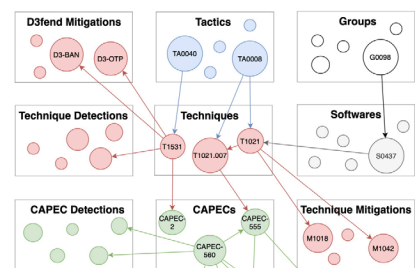 D3fend Mitigations
Tactics
Groups
D3-BAN
D3-OTP
TA0040
TA0008
G0098
Technique Detections
Techniques
Softwares
T1531
T1021.007
T1021
S0437
CAPEC Detections
CAPECs
Technique Mitigations
CAPEC-
2
CAPEC-
555
CAPEC-
560
M1018
M1042